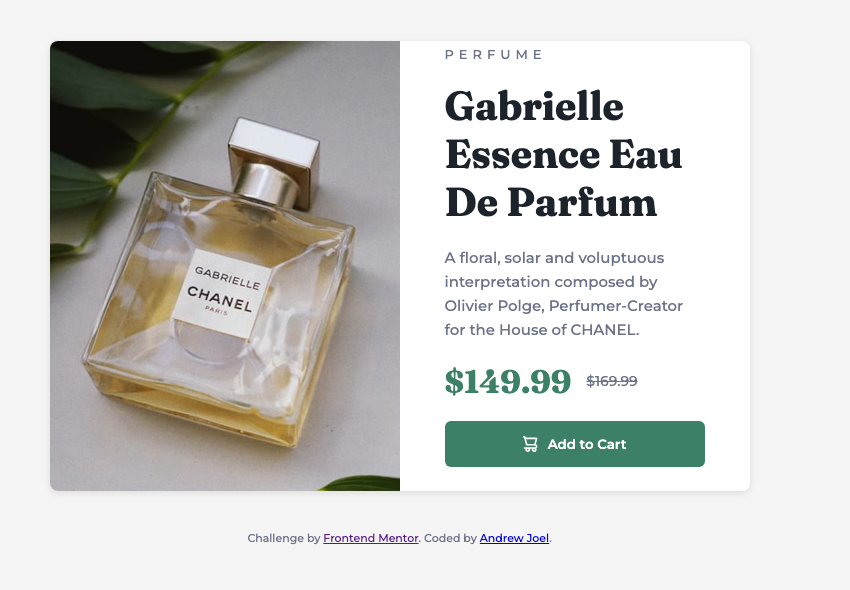 PERFUME
Gabrielle
Essence Eau
De Parfum
A floral, solar and voluptuous
interpretation composed by
Olivier Polge, Perfumer-Creator
for the House of CHANEL.
$149.99 $169.99
Add to Cart
GABRIELLE
CHANEL
PARIS
Challenge by Frontend Mentor. Coded by Andrew Joel.